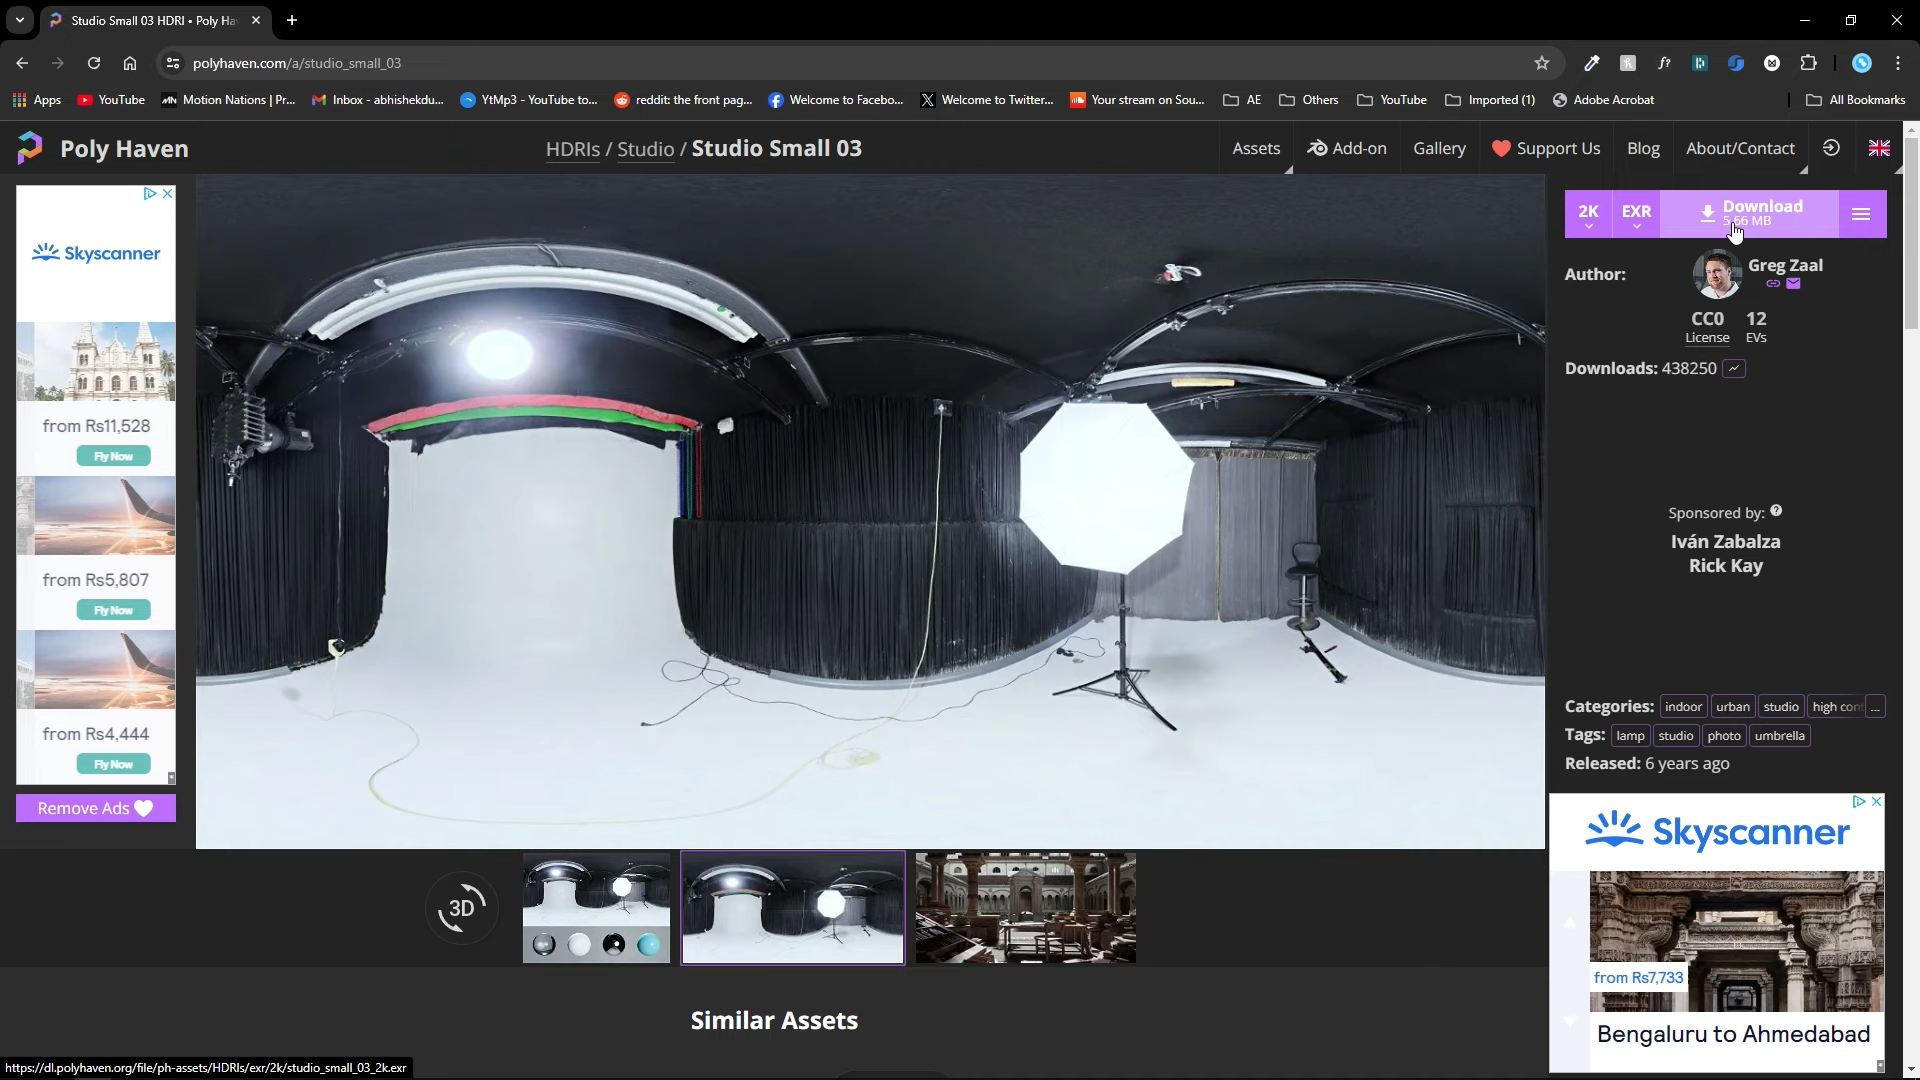 Studio Small 03 HDRI • Poly Ha
polyhaven.com/a/studio_small_03
Apps
YouTube
Motion Nations | Pr...
Inbox - abhishekdu...
YtMp3 - YouTube to...
reddit: the front pag...
Welcome to Facebo...
Welcome to Twitter...
Your stream on Sou...
AE
Others
YouTube
Imported (1)
Adobe Acrobat
All Bookmarks
Poly Haven
HDRIs / Studio / Studio Small 03
Assets
Add-on
Gallery
Support Us
Blog
About/Contact
Skyscanner
from Rs11,528
Fly Now
from Rs5,807
Fly Now
from Rs4,444
Fly Now
Remove Ads
2K
EXR
Download
5.66 MB
Author:
Greg Zaal
CC0
License
12
EVs
Downloads: 438250
Sponsored by:
Iván Zabalza
Rick Kay
Categories: indoor urban studio high con ...
Tags: lamp studio photo umbrella
Released: 6 years ago
Skyscanner
from Rs7,733
Bengaluru to Ahmedabad
3D
Similar Assets
https://dl.polyhaven.org/file/ph-assets/HDRIs/exr/2k/studio_small_03_2k.exr